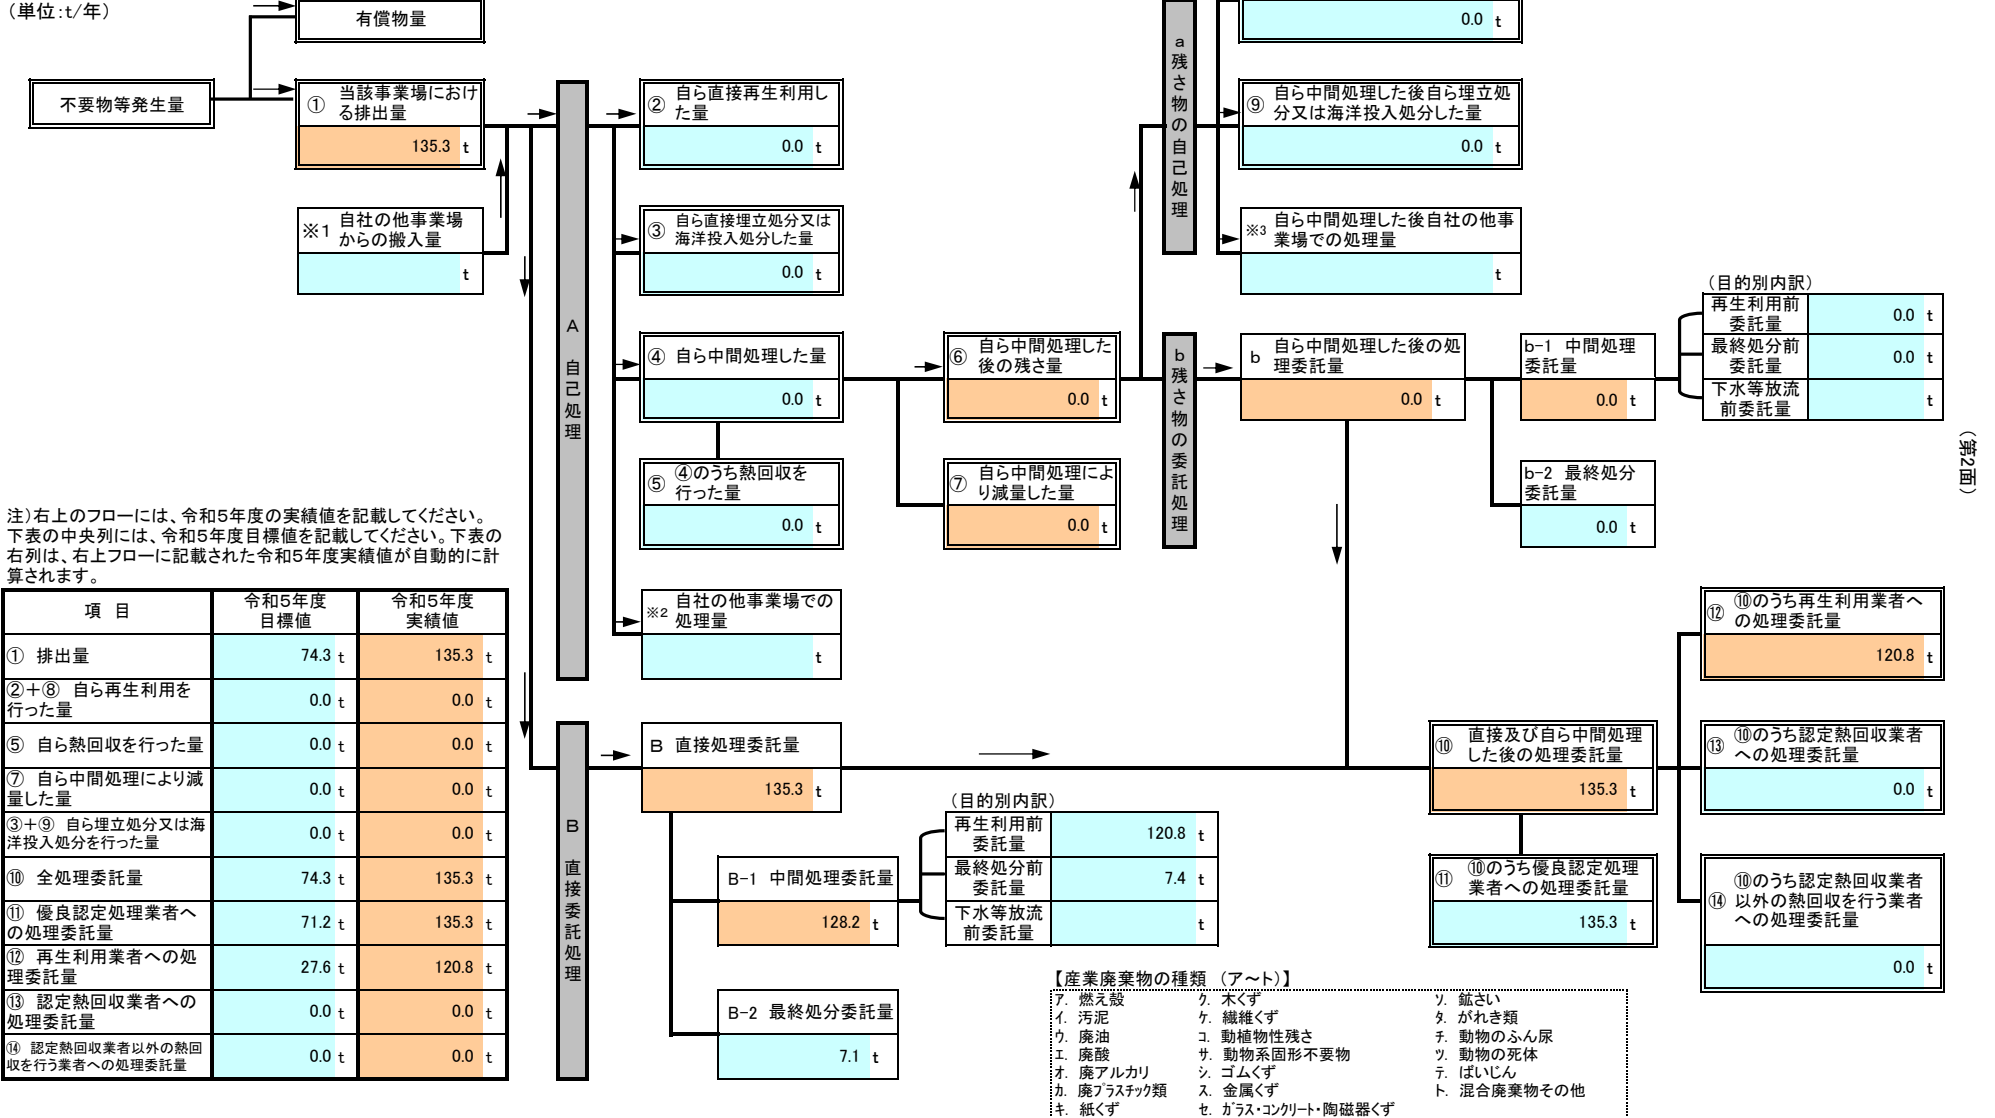 （単位:t/年）
有償物量
不要物等発生量
① 当該事業場におけ
る排出量
135.3 t
※1 自社の他事業場
からの搬入量
t
A 自己処理
② 自ら直接再生利用し
た量
0.0 t
③ 自ら直接埋立処分又は
海洋投入処分した量
0.0 t
④ 自ら中間処理した量
0.0 t
⑤ ④のうち熱回収を
行った量
0.0 t
※2 自社の他事業場での
処理量
t
⑥ 自ら中間処理した
後の残さ量
0.0 t
⑦ 自ら中間処理によ
り減量した量
0.0 t
a 残さ物の自己処理
0.0 t
⑨ 自ら中間処理した後自ら埋立処
分又は海洋投入処分した量
0.0 t
※3 自ら中間処理した後自社の他事
業場での処理量
t
b 残さ物の委託処理
b 自ら中間処理した後の処
理委託量
0.0 t
b-1 中間処理
委託量
0.0 t
b-2 最終処分
委託量
0.0 t
（目的別内訳）
再生利用前
委託量
0.0 t
最終処分前
委託量
0.0 t
下水等放流
前委託量
t
（第2面）
注）右上のフローには、令和5年度の実績値を記載してください。
下表の中央列には、令和5年度目標値を記載してください。下表の
右列は、右上フローに記載された令和5年度実績値が自動的に計
算されます。
項 目 令和5年度 目標値 令和5年度 実績値
① 排出量 74.3 t 135.3 t
②＋⑧ 自ら再生利用を
行った量 0.0 t 0.0 t
⑤ 自ら熱回収を行った量 0.0 t 0.0 t
⑦ 自ら中間処理により減
量した量 0.0 t 0.0 t
③＋⑨ 自ら埋立処分又は海
洋投入処分を行った量 0.0 t 0.0 t
⑩ 全処理委託量 74.3 t 135.3 t
⑪ 優良認定処理業者へ
の処理委託量 71.2 t 135.3 t
⑫ 再生利用業者への処
理委託量 27.6 t 120.8 t
⑬ 認定熱回収業者への
処理委託量 0.0 t 0.0 t
⑭ 認定熱回収業者以外の熱回
収を行う業者への処理委託量 0.0 t 0.0 t
B 直接委託処理
B 直接処理委託量
135.3 t
B-1 中間処理委託量
128.2 t
B-2 最終処分委託量
7.1 t
（目的別内訳）
再生利用前
委託量
120.8 t
最終処分前
委託量
7.4 t
下水等放流
前委託量
t
⑩ 直接及び自ら中間処理
した後の処理委託量
135.3 t
⑪ ⑩のうち優良認定処理
業者への処理委託量
135.3 t
⑫ ⑩のうち再生利用業者へ
の処理委託量
120.8 t
⑬ ⑩のうち認定熱回収業者
への処理委託量
0.0 t
⑭ ⑩のうち認定熱回収業者
以外の熱回収を行う業者
への処理委託量
0.0 t
【産業廃棄物の種類 （ア～ト）】
ｱ. 燃え殻 ｸ. 木くず ｿ. 鉱さい
ｲ. 汚泥 ｹ. 繊維くず ﾀ. がれき類
ｳ. 廃油 ｺ. 動植物性残さ ﾁ. 動物のふん尿
ｴ. 廃酸 ｻ. 動物系固形不要物 ﾂ. 動物の死体
ｵ. 廃アルカリ ｼ. ゴムくず ﾃ. ばいじん
ｶ. 廃ﾌﾟﾗｽﾁｯｸ類 ｽ. 金属くず ﾄ. 混合廃棄物その他
ｷ. 紙くず ｾ. ｶﾞﾗｽ・ｺﾝｸﾘｰﾄ・陶磁器くず